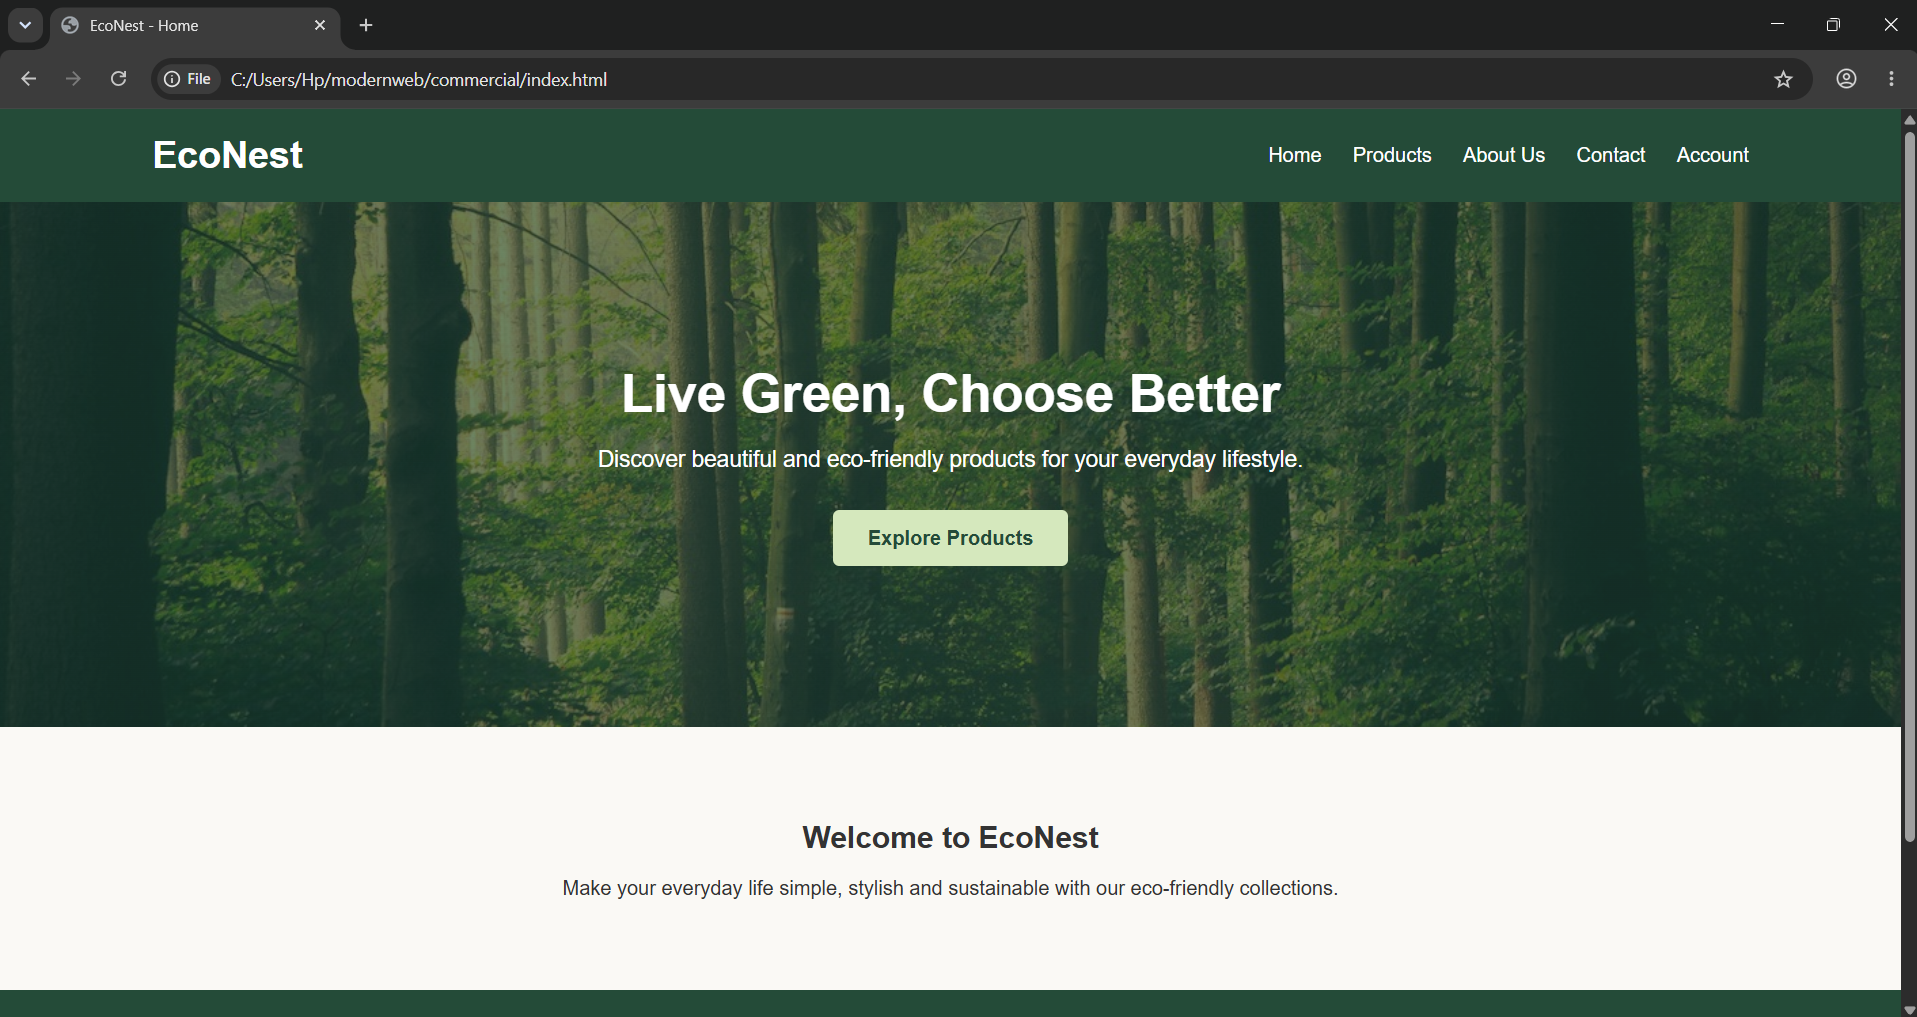 EcoNest - Home
File C:/Users/Hp/modernweb/commercial/index.html
EcoNest
Home Products About Us Contact Account
Live Green, Choose Better
Discover beautiful and eco-friendly products for your everyday lifestyle.
Explore Products
Welcome to EcoNest
Make your everyday life simple, stylish and sustainable with our eco-friendly collections.